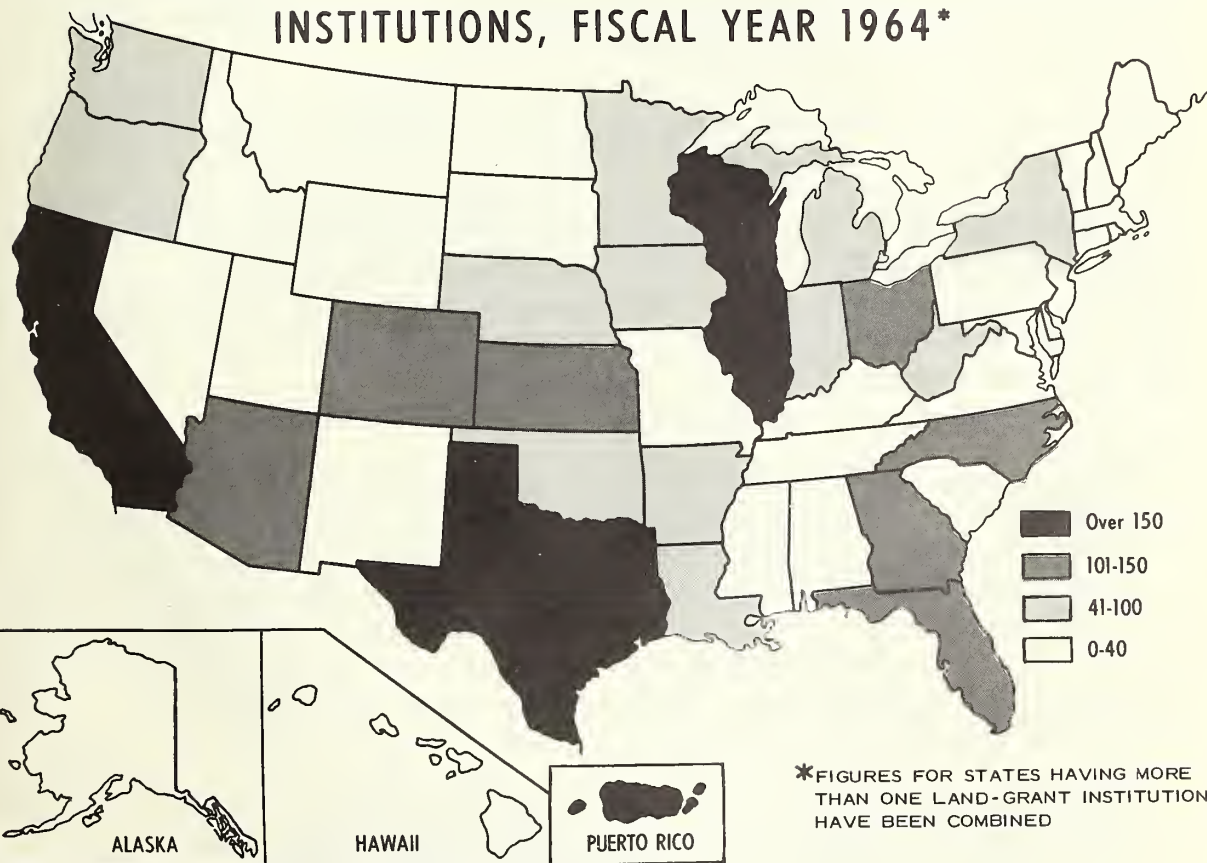 INSTITUTIONS, FISCAL YEAR 1964*
Over 150
101-150
41-100
0-40
ALASKA
HAWAII
PUERTO RICO
*FIGURES FOR STATES HAVING MORE
THAN ONE LAND-GRANT INSTITUTION
HAVE BEEN COMBINED